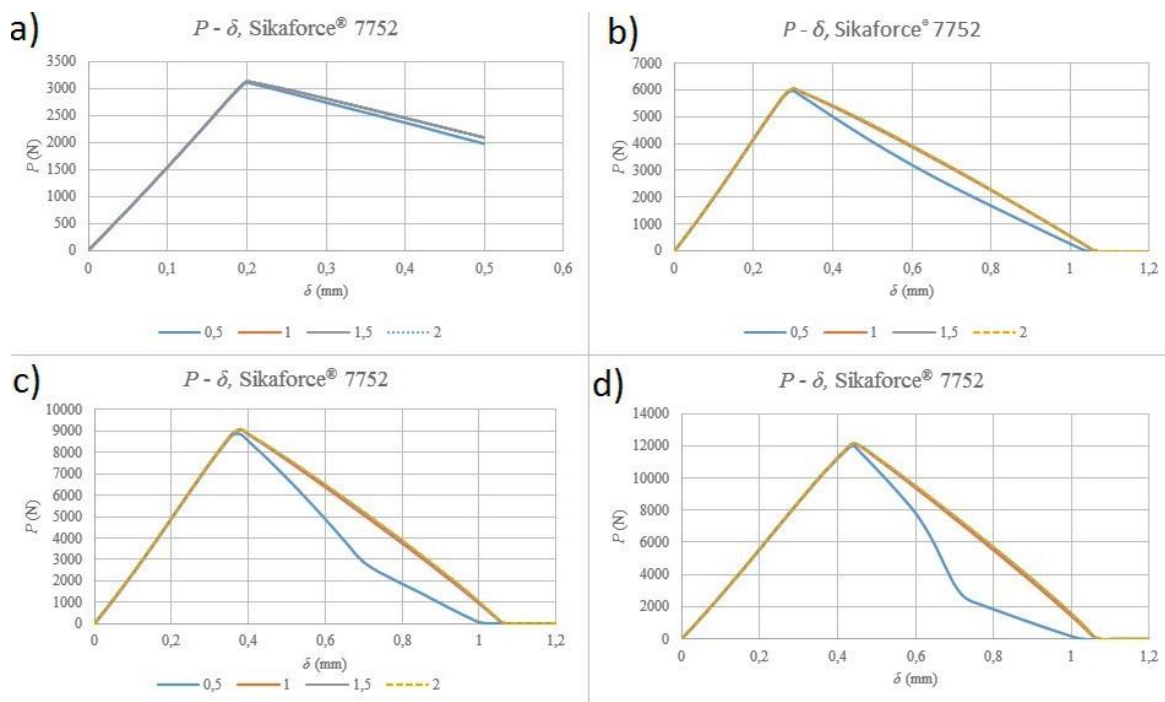 a)
P - δ, Sikaforce® 7752
3500
3000
2500
2000
1500
1000
500
0
P (N)
0 0,1 0,2 0,3 0,4 0,5 0,6
δ (mm)
0,5 1 1,5 2
b)
P - δ, Sikaforce® 7752
7000
6000
5000
4000
3000
2000
1000
0
P (N)
0 0,2 0,4 0,6 0,8 1 1,2
δ (mm)
0,5 1 1,5 2
c)
P - δ, Sikaforce® 7752
10000
9000
8000
7000
6000
5000
4000
3000
2000
1000
0
P (N)
0 0,2 0,4 0,6 0,8 1 1,2
δ (mm)
0,5 1 1,5 2
d)
P - δ, Sikaforce® 7752
14000
12000
10000
8000
6000
4000
2000
0
P (N)
0 0,2 0,4 0,6 0,8 1 1,2
δ (mm)